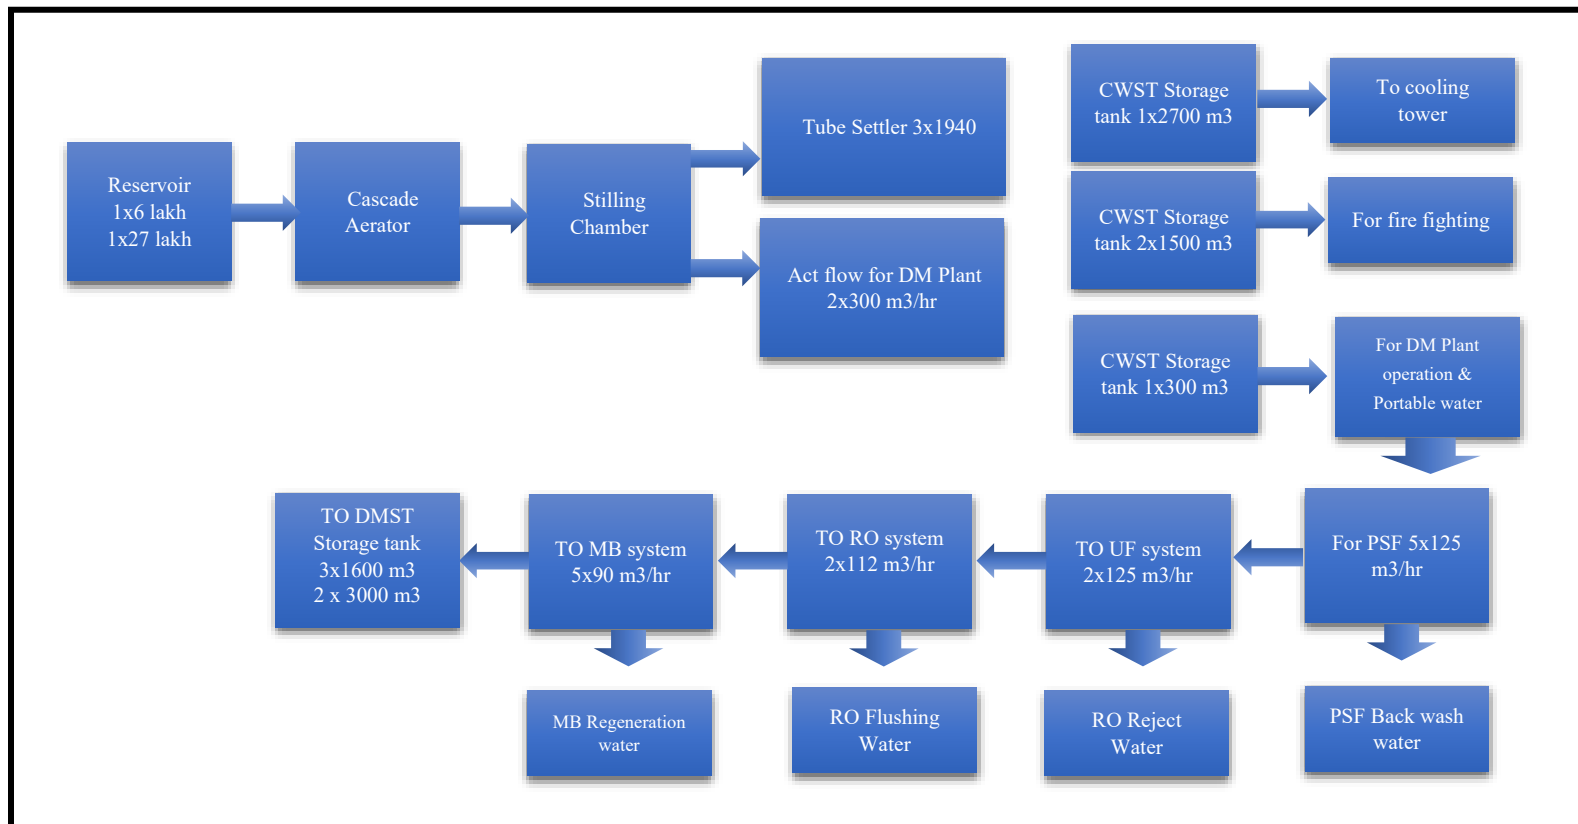 Reservoir
1x6 lakh
1x27 lakh
Cascade
Aerator
Stilling
Chamber
Tube Settler 3x1940
Act flow for DM Plant
2x300 m3/hr
CWST Storage
tank 1x2700 m3
To cooling
tower
CWST Storage
tank 2x1500 m3
For fire fighting
CWST Storage
tank 1x300 m3
For DM Plant
operation &
Portable water
For PSF 5x125
m3/hr
TO UF system
2x125 m3/hr
TO RO system
2x112 m3/hr
TO MB system
5x90 m3/hr
TO DMST
Storage tank
3x1600 m3
2 x 3000 m3
MB Regeneration
water
RO Flushing
Water
RO Reject
Water
PSF Back wash
water